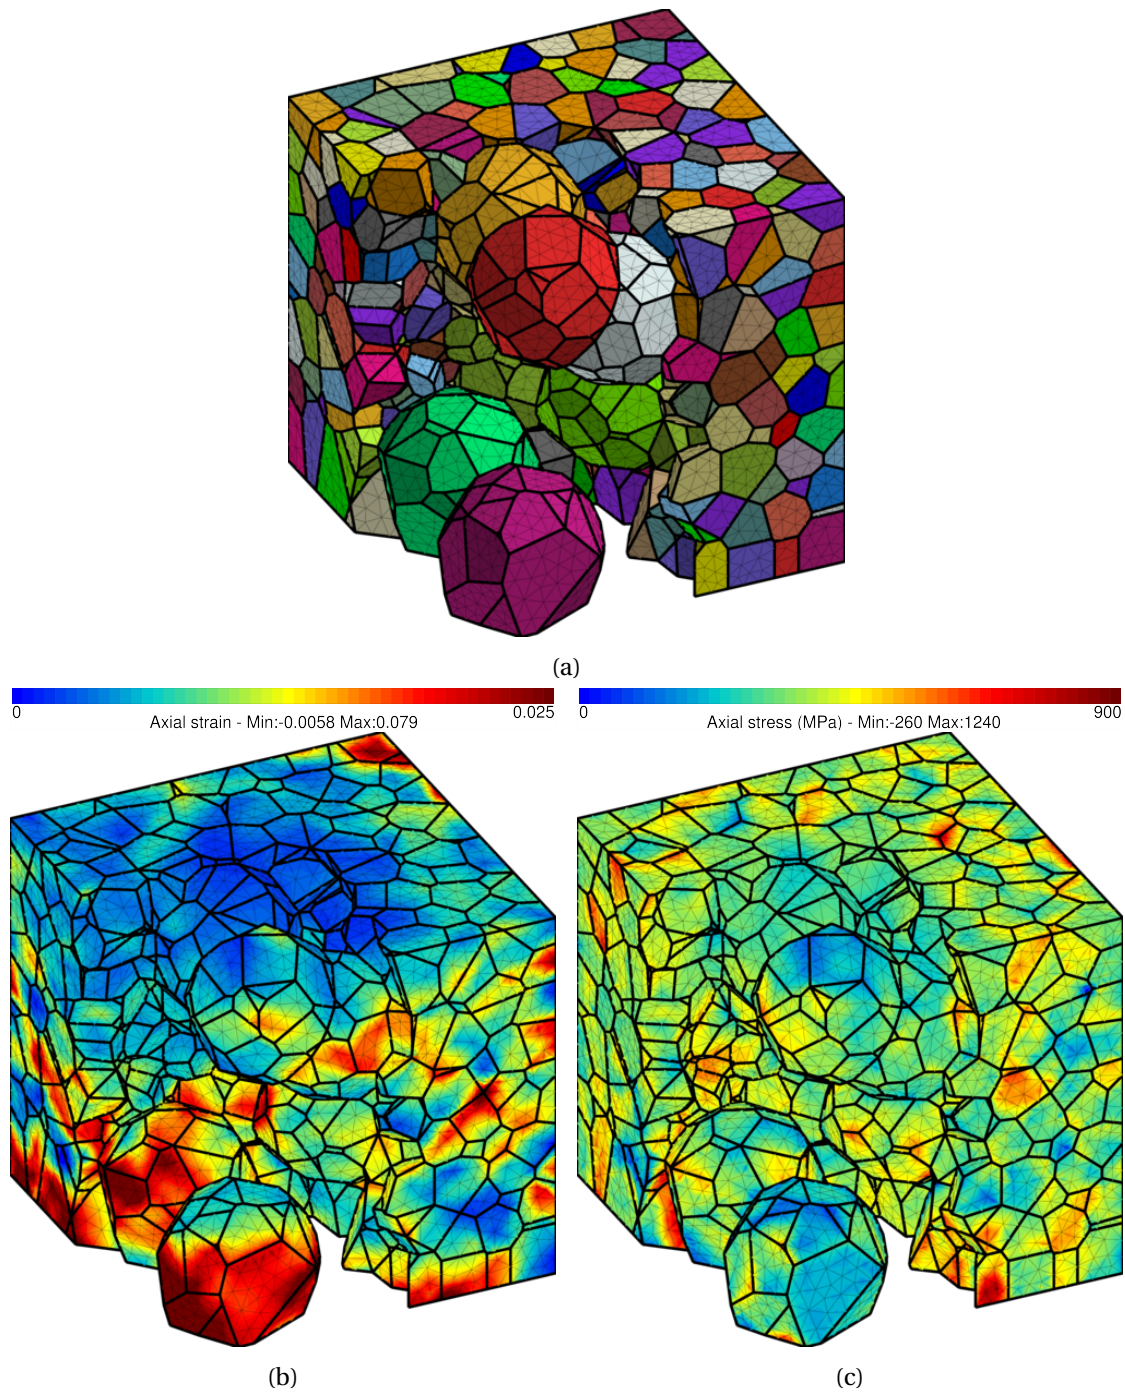 (a)
0 0.025
Axial strain - Min:-0.0058 Max:0.079
0 900
Axial stress (MPa) - Min:-260 Max:1240
(b)
(c)